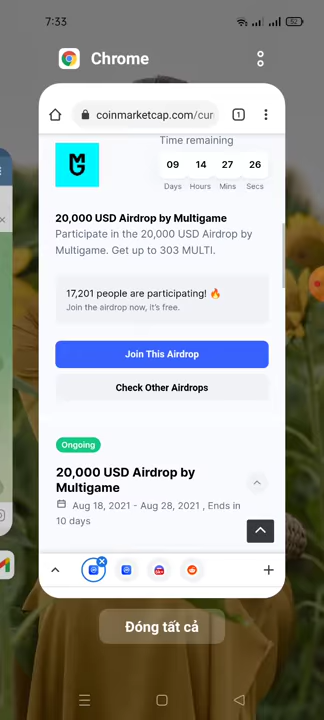 7:33
Chrome
coinmarketcap.com/curr
1
Time remaining
09 14 27 26
Days Hours Mins Secs
20,000 USD Airdrop by Multigame
Participate in the 20,000 USD Airdrop by
Multigame. Get up to 303 MULTI.
17,201 people are participating! 🔥
Join the airdrop now, it's free.
Join This Airdrop
Check Other Airdrops
Ongoing
20,000 USD Airdrop by
Multigame
Aug 18, 2021 - Aug 28, 2021 , Ends in
10 days
Đóng tất cả